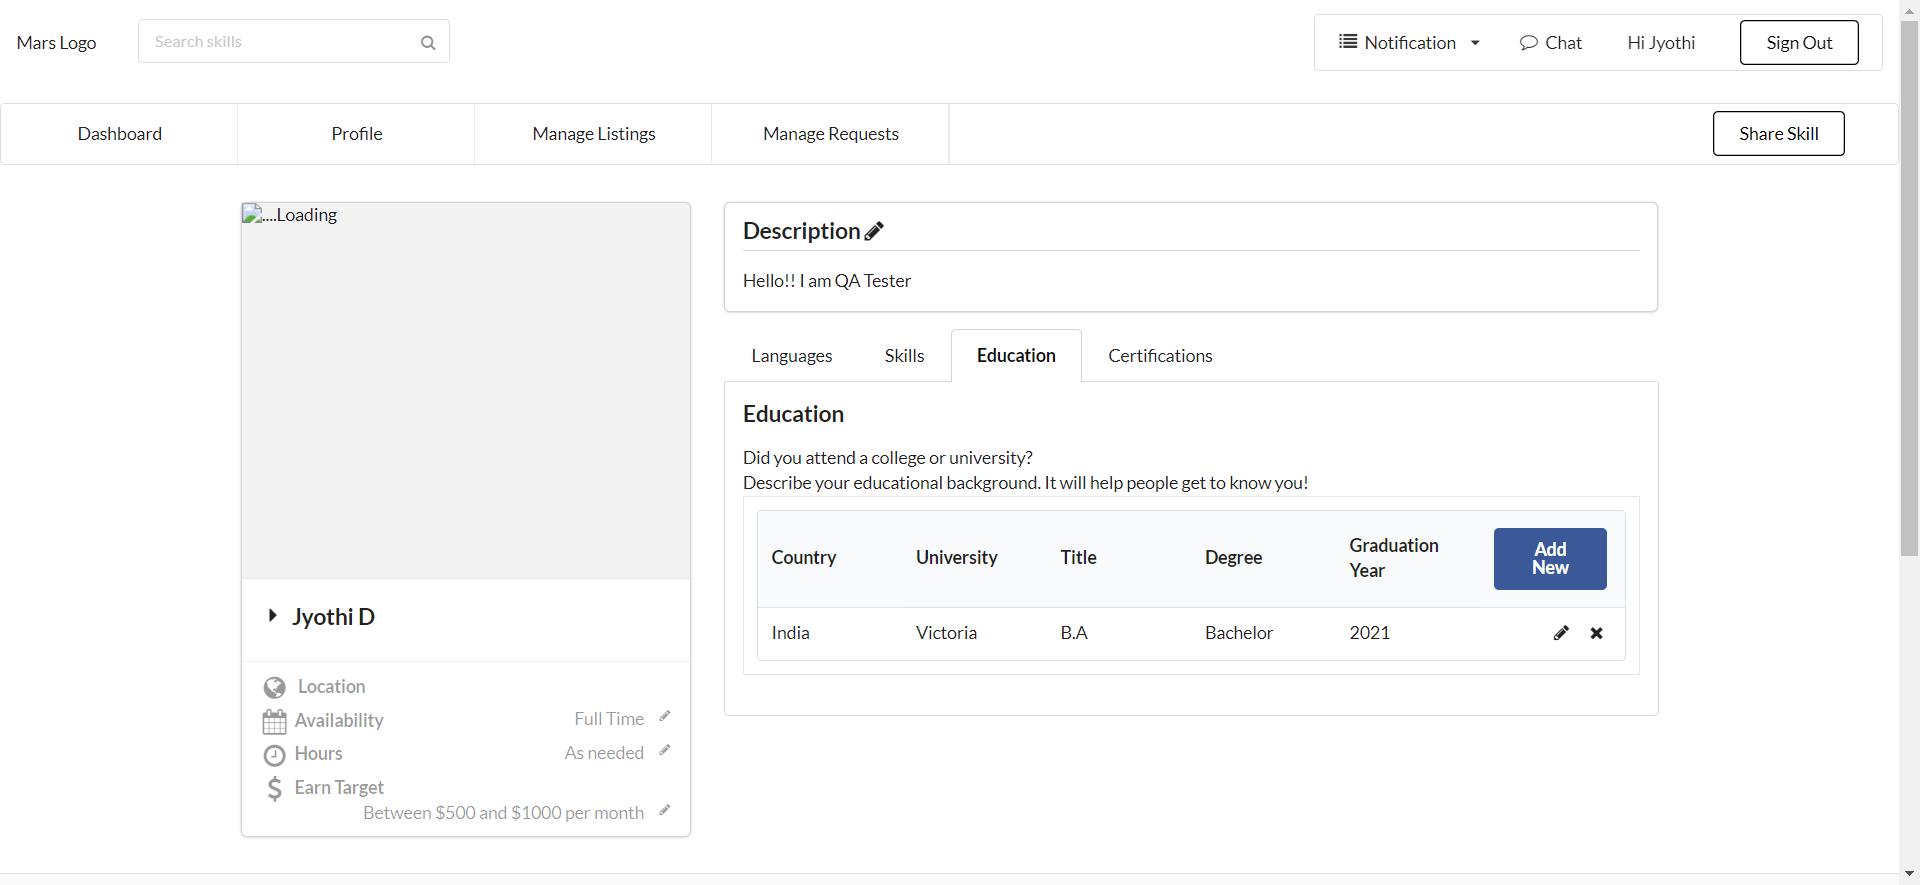 Mars Logo
Search skills
Notification
Chat
Hi Jyothi
Sign Out
Dashboard
Profile
Manage Listings
Manage Requests
Share Skill
....Loading
Jyothi D
Location
Availability
Full Time
Hours
As needed
Earn Target
Between $500 and $1000 per month
Description
Hello!! I am QA Tester
Languages
Skills
Education
Certifications
Education
Did you attend a college or university?
Describe your educational background. It will help people get to know you!
Country
University
Title
Degree
Graduation
Year
Add
New
India
Victoria
B.A
Bachelor
2021